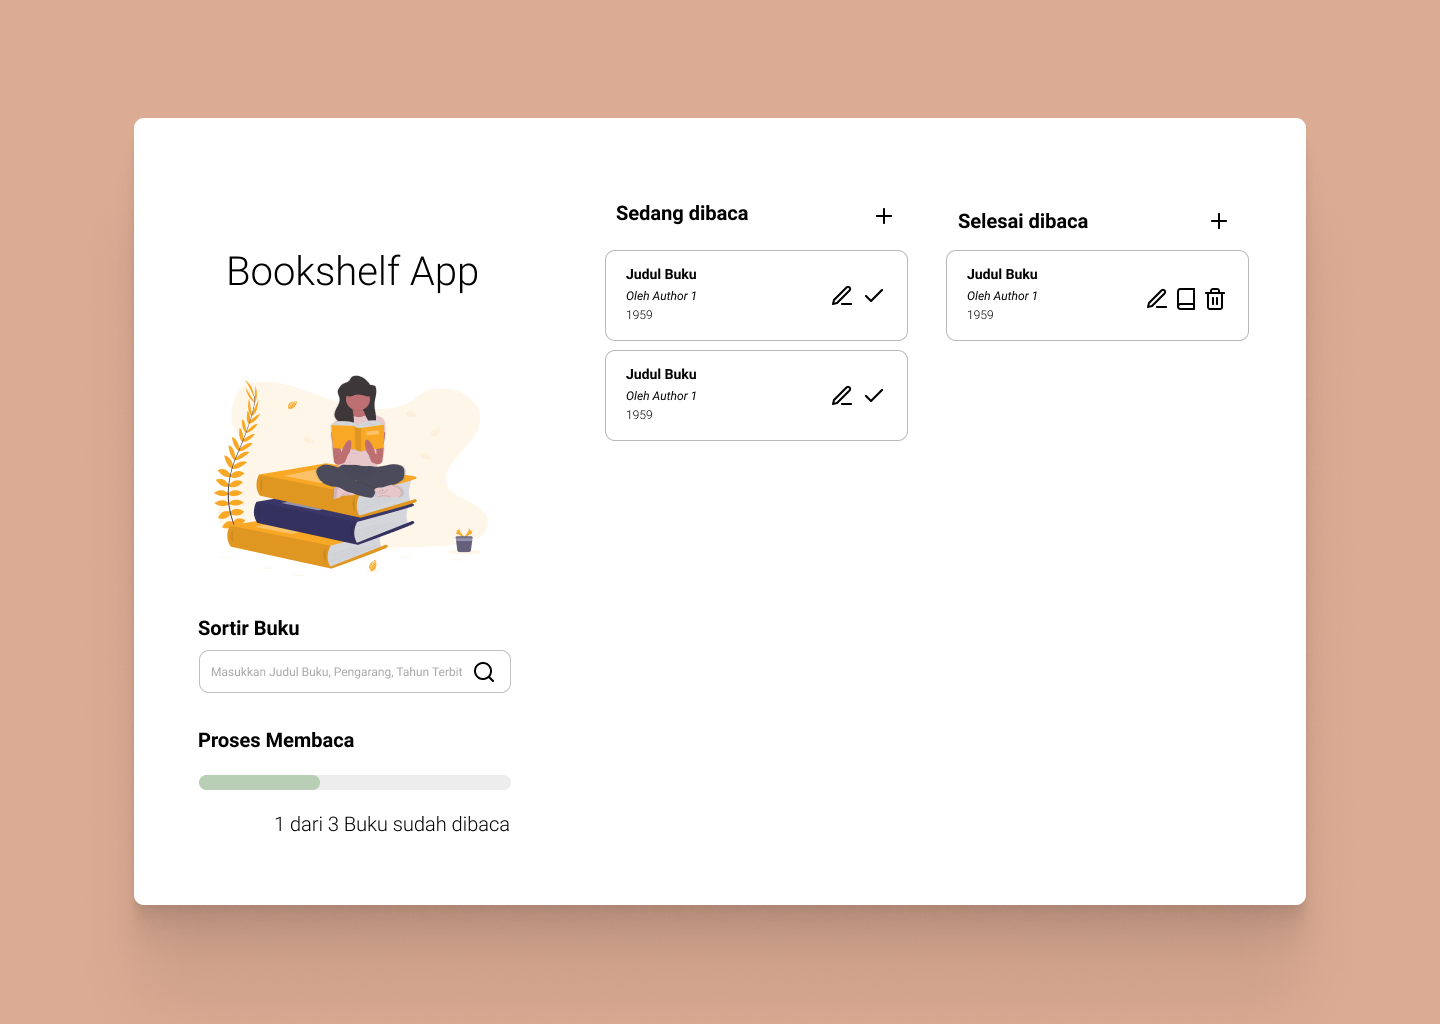 Bookshelf App
Sortir Buku
Masukkan Judul Buku, Pengarang, Tahun Terbit
Proses Membaca
1 dari 3 Buku sudah dibaca
Sedang dibaca
Judul Buku
Oleh Author 1
1959
Judul Buku
Oleh Author 1
1959
Selesai dibaca
Judul Buku
Oleh Author 1
1959